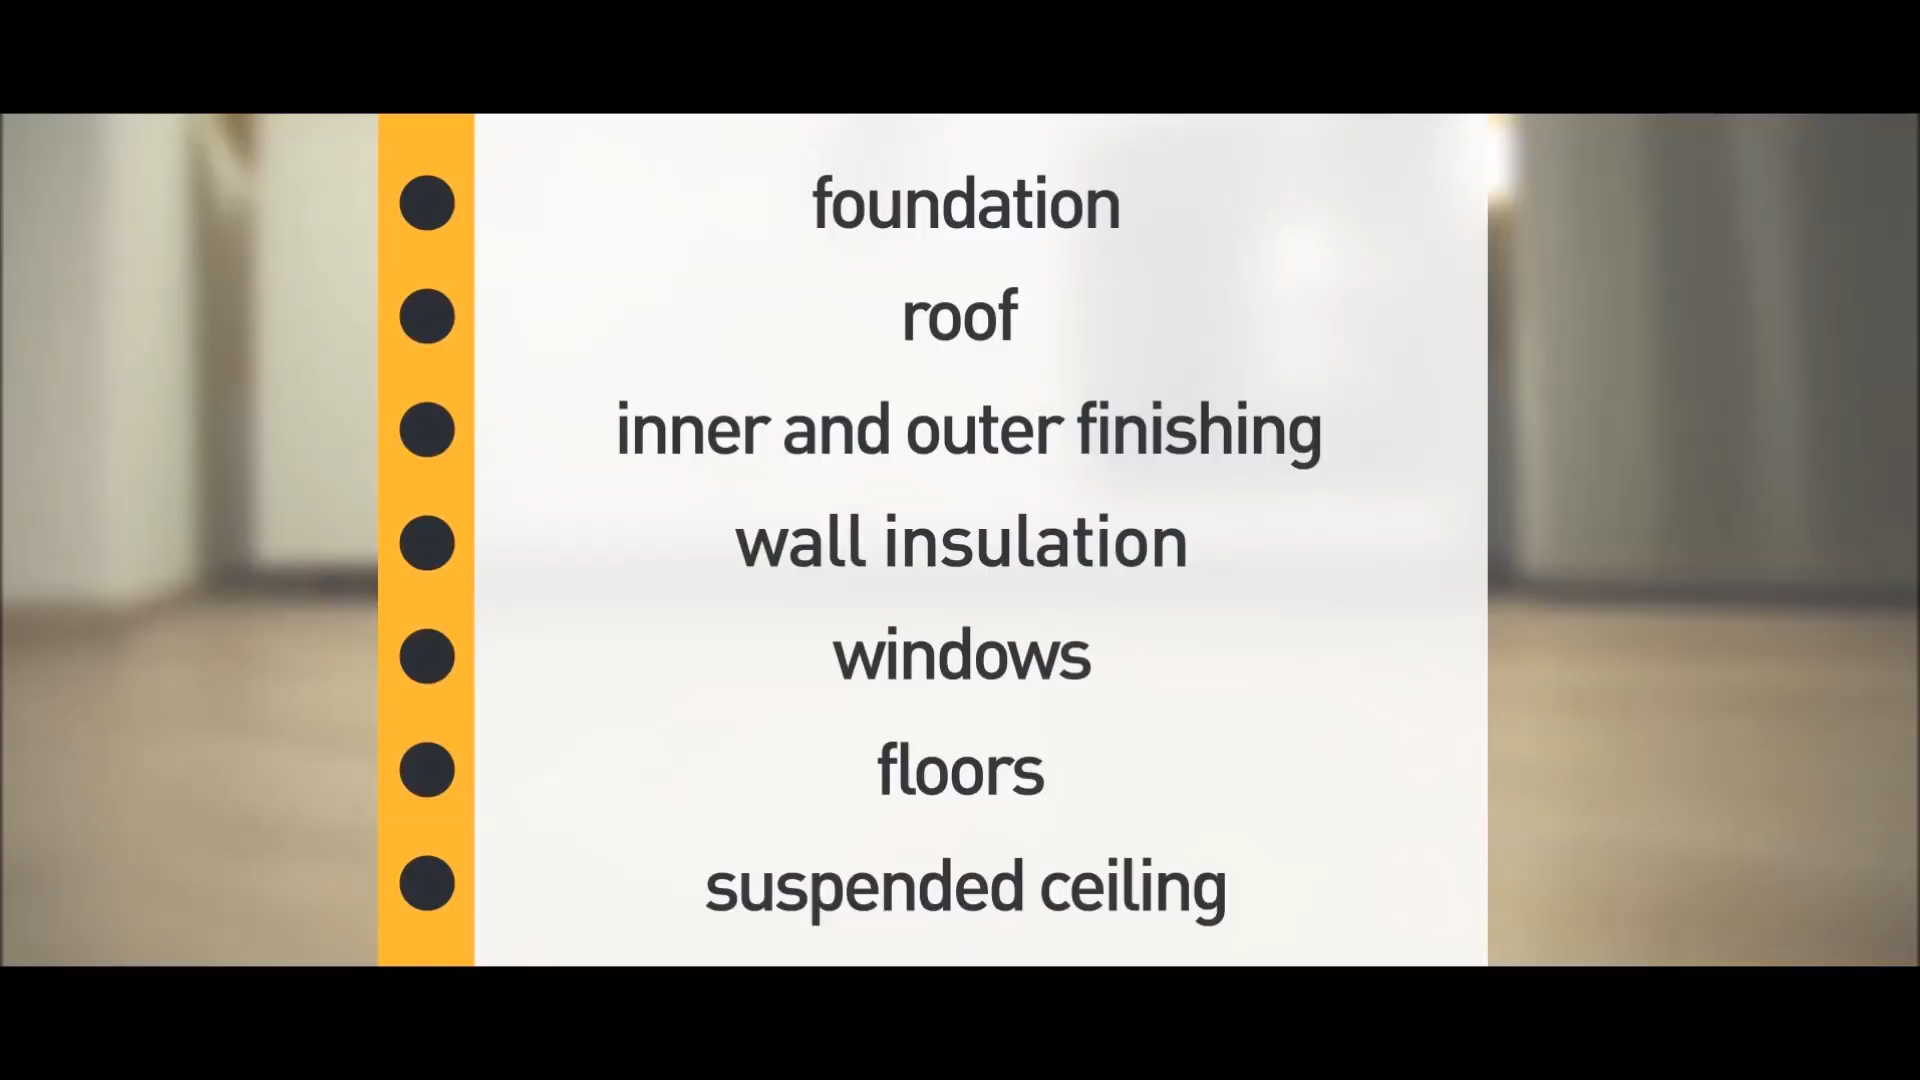 foundation
roof
inner and outer finishing
wall insulation
windows
floors
suspended ceiling